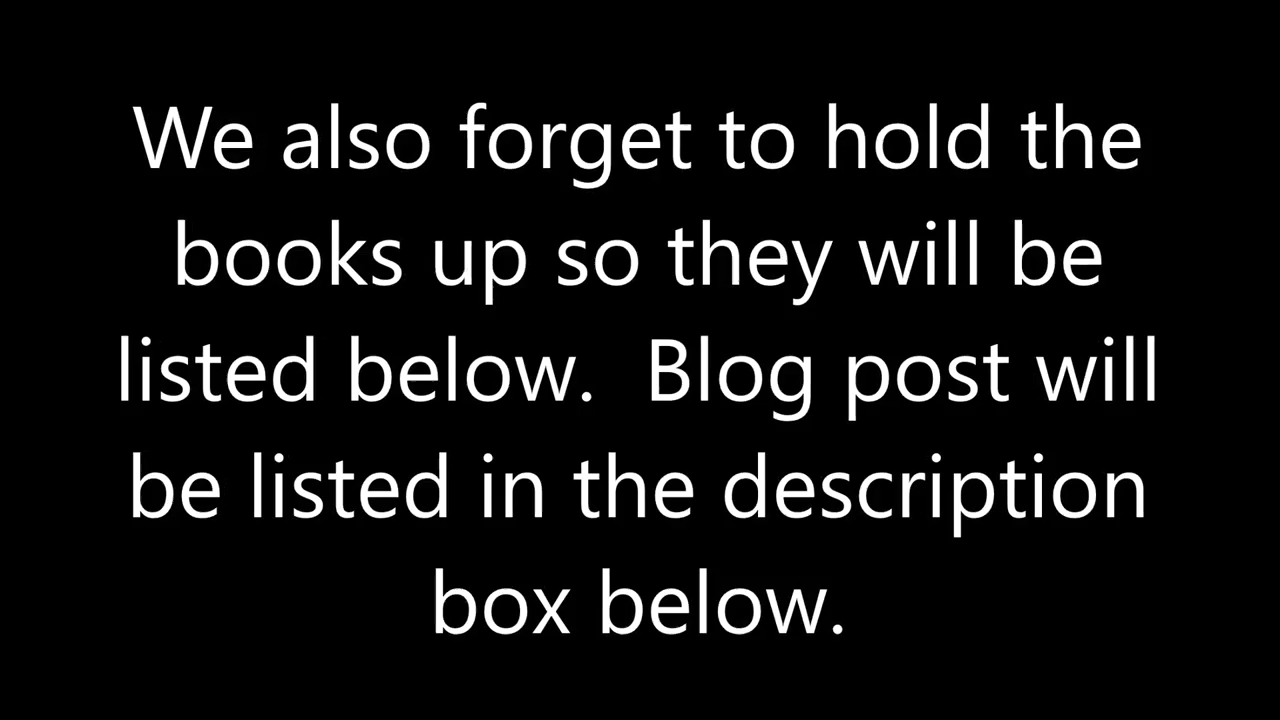 We also forget to hold the
books up so they will be
listed below.  Blog post will
be listed in the description
box below.